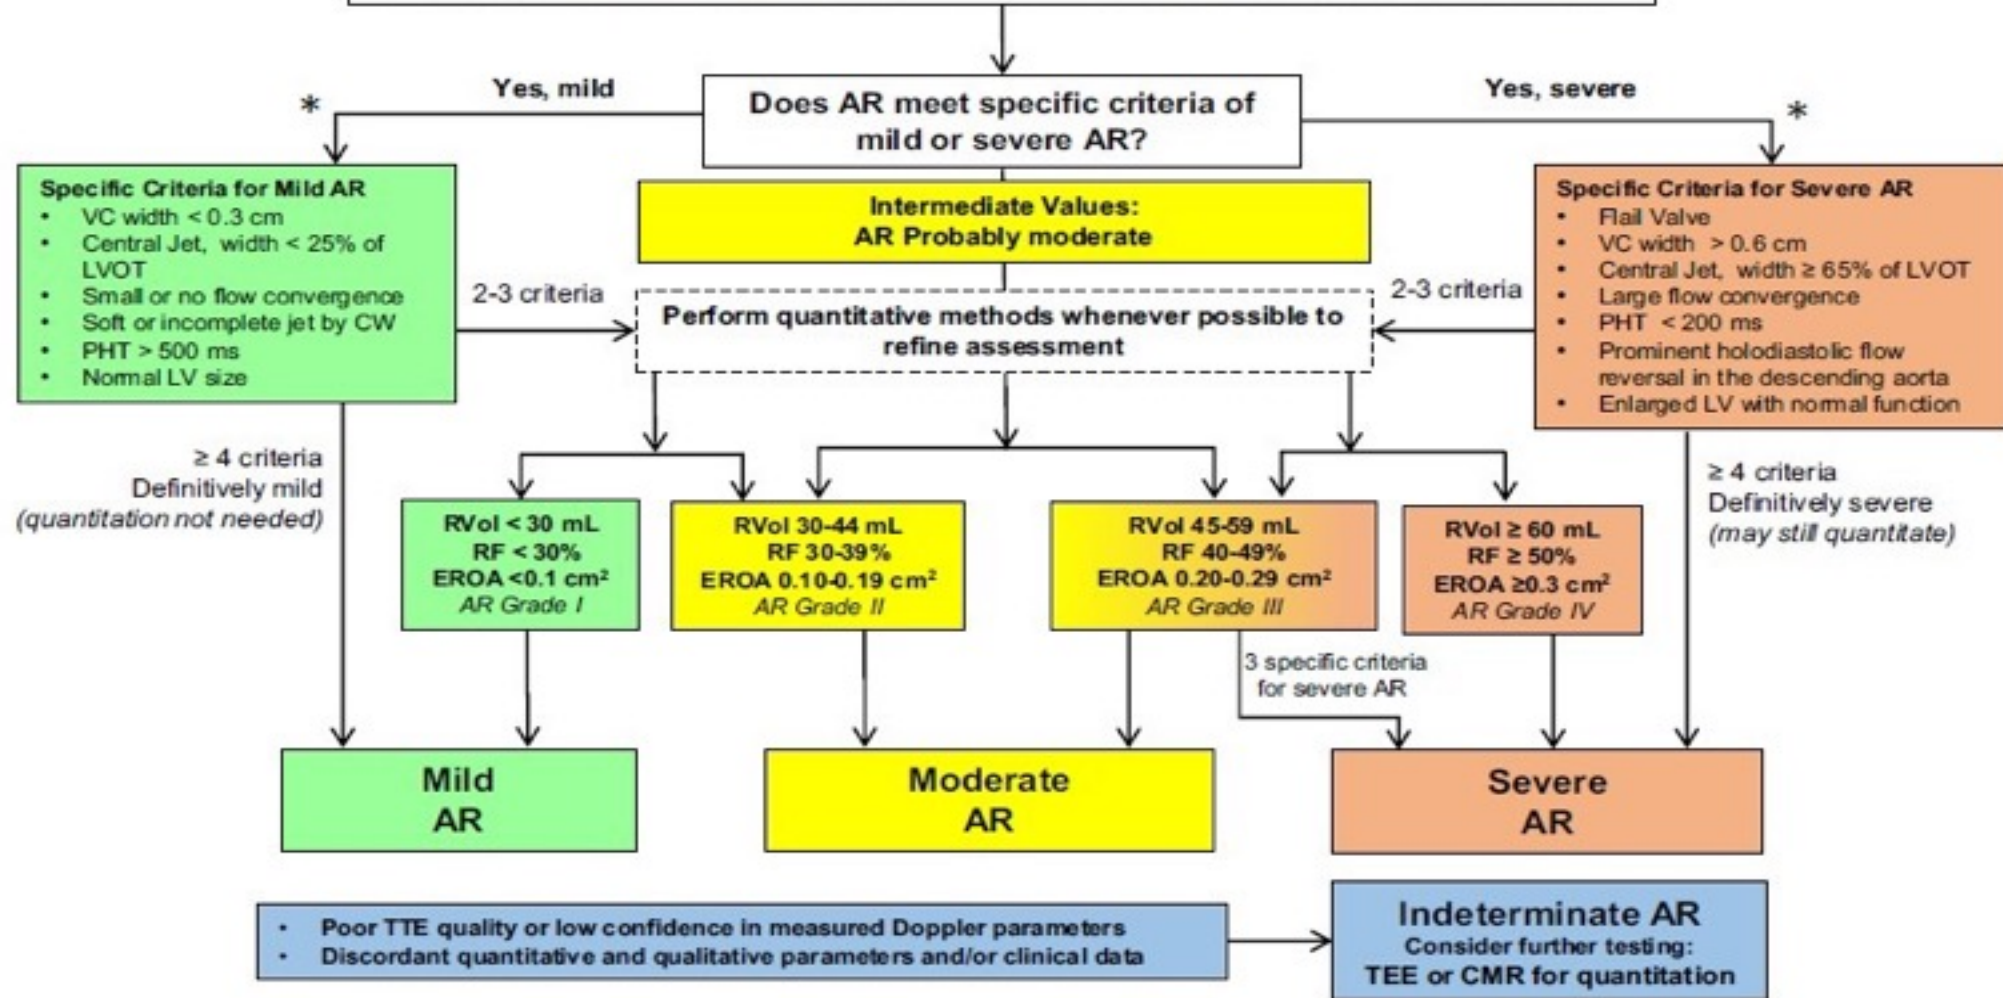 Does AR meet specific criteria of
mild or severe AR?
Yes, mild
*
Yes, severe
*
Specific Criteria for Mild AR
• VC width < 0.3 cm
• Central Jet, width < 25% of
LVOT
• Small or no flow convergence
• Soft or incomplete jet by CW
• PHT > 500 ms
• Normal LV size
Intermediate Values:
AR Probably moderate
Specific Criteria for Severe AR
• Flail Valve
• VC width > 0.6 cm
• Central Jet, width ≥ 65% of LVOT
• Large flow convergence
• PHT < 200 ms
• Prominent holodiastolic flow
reversal in the descending aorta
• Enlarged LV with normal function
2-3 criteria
Perform quantitative methods whenever possible to
refine assessment
2-3 criteria
≥ 4 criteria
Definitively mild
(quantitation not needed)
≥ 4 criteria
Definitively severe
(may still quantitate)
RVol < 30 mL
RF < 30%
EROA <0.1 cm²
AR Grade I
RVol 30-44 mL
RF 30-39%
EROA 0.10-0.19 cm²
AR Grade II
RVol 45-59 mL
RF 40-49%
EROA 0.20-0.29 cm²
AR Grade III
RVol ≥ 60 mL
RF ≥ 50%
EROA ≥0.3 cm²
AR Grade IV
3 specific criteria
for severe AR
Mild
AR
Moderate
AR
Severe
AR
• Poor TTE quality or low confidence in measured Doppler parameters
• Discordant quantitative and qualitative parameters and/or clinical data
Indeterminate AR
Consider further testing:
TEE or CMR for quantitation